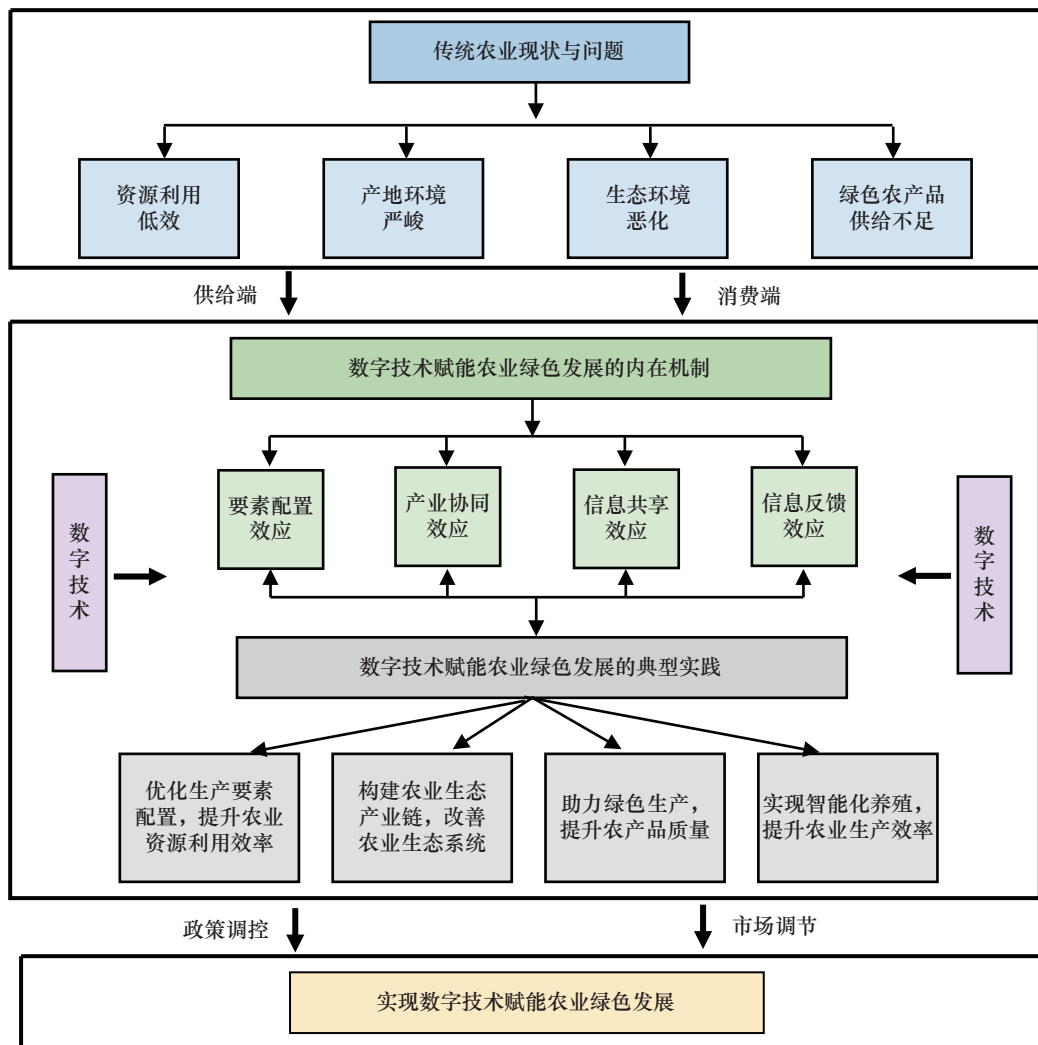 传统农业现状与问题
资源利用
低效
产地环境
严峻
生态环境
恶化
绿色农产品
供给不足
供给端
消费端
数字技术赋能农业绿色发展的内在机制
数字技术
要素配置
效应
产业协同
效应
信息共享
效应
信息反馈
效应
数字技术
数字技术赋能农业绿色发展的典型实践
优化生产要素
配置，提升农业
资源利用效率
构建农业生态
产业链，改善
农业生态系统
助力绿色生产，
提升农产品质量
实现智能化养殖，
提升农业生产效率
政策调控
市场调节
实现数字技术赋能农业绿色发展